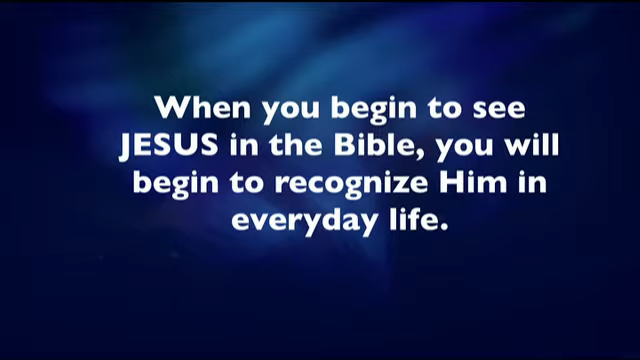 When you begin to see
JESUS in the Bible, you will
begin to recognize Him in
everyday life.